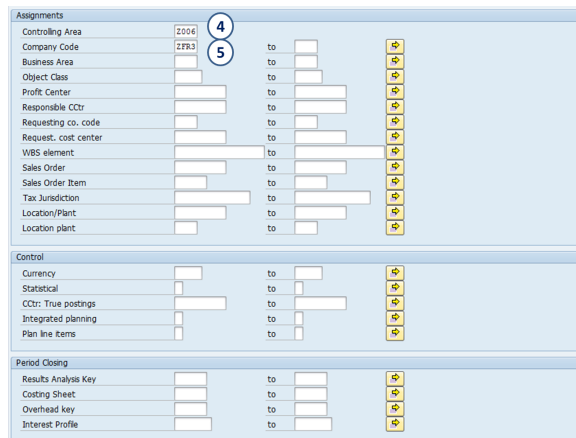 Assignments
Controlling Area Z006 4
Company Code ZFR3 to 5
Business Area to
Object Class to
Profit Center to
Responsible CCtr to
Requesting co. code to
Request. cost center to
WBS element to
Sales Order to
Sales Order Item to
Tax Jurisdiction to
Location/Plant to
Location plant to
Control
Currency to
Statistical to
CCtr: True postings to
Integrated planning to
Plan line items to
Period Closing
Results Analysis Key to
Costing Sheet to
Overhead key to
Interest Profile to